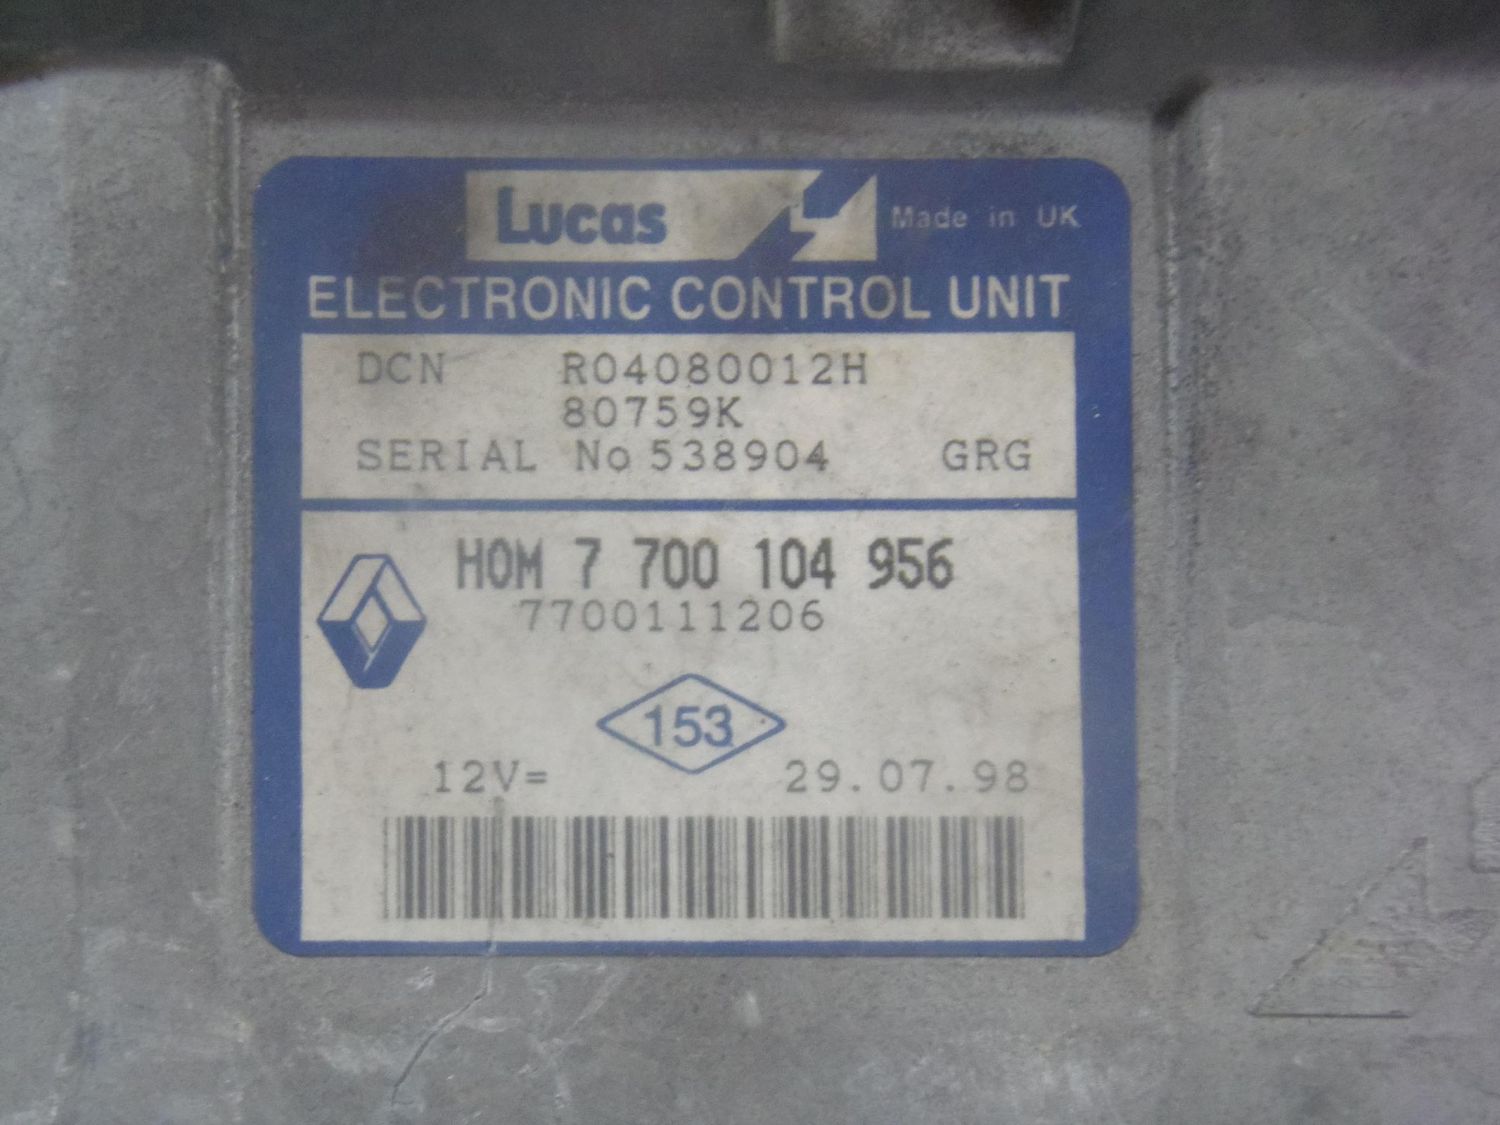 Lucas
Made in UK
ELECTRONIC CONTROL UNIT
DCN R04080012H
80759K
SERIAL No 538904 GRG
HOM 7 700 104 956
7700111206
153
12V= 29.07.98